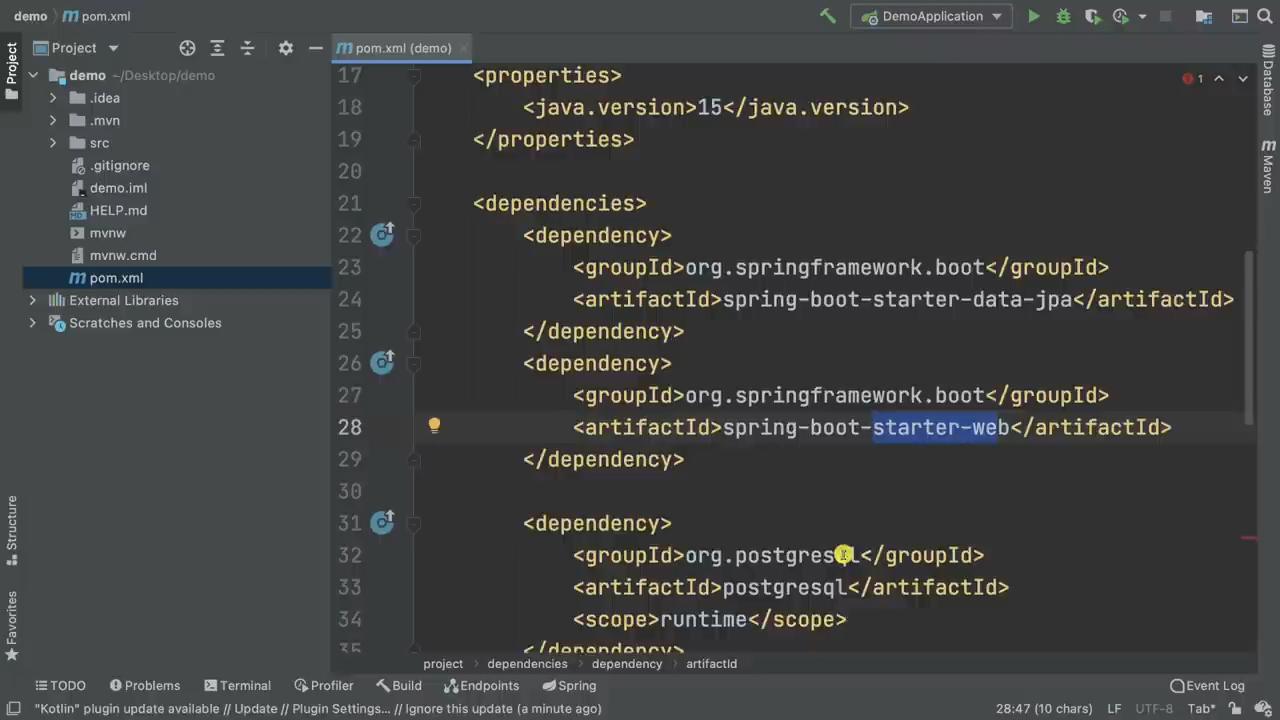 demo pom.xml DemoApplication
Project pom.xml (demo)
demo ~/Desktop/demo
.idea
.mvn
src
.gitignore
demo.iml
HELP.md
mvnw
mvnw.cmd
pom.xml
External Libraries
Scratches and Consoles
Project
Structure
Favorites
17 <properties>
18 <java.version>15</java.version>
19 </properties>
20
21 <dependencies>
22 <dependency>
23 <groupId>org.springframework.boot</groupId>
24 <artifactId>spring-boot-starter-data-jpa</artifactId>
25 </dependency>
26 <dependency>
27 <groupId>org.springframework.boot</groupId>
28 <artifactId>spring-boot-starter-web</artifactId>
29 </dependency>
30
31 <dependency>
32 <groupId>org.postgresql</groupId>
33 <artifactId>postgresql</artifactId>
34 <scope>runtime</scope>
35 </dependency>
1
Database
Maven
project dependencies dependency artifactId
TODO Problems Terminal Profiler Build Endpoints Spring Event Log
"Kotlin" plugin update available // Update // Plugin Settings... // Ignore this update (a minute ago) 28:47 (10 chars) LF UTF-8 Tab*